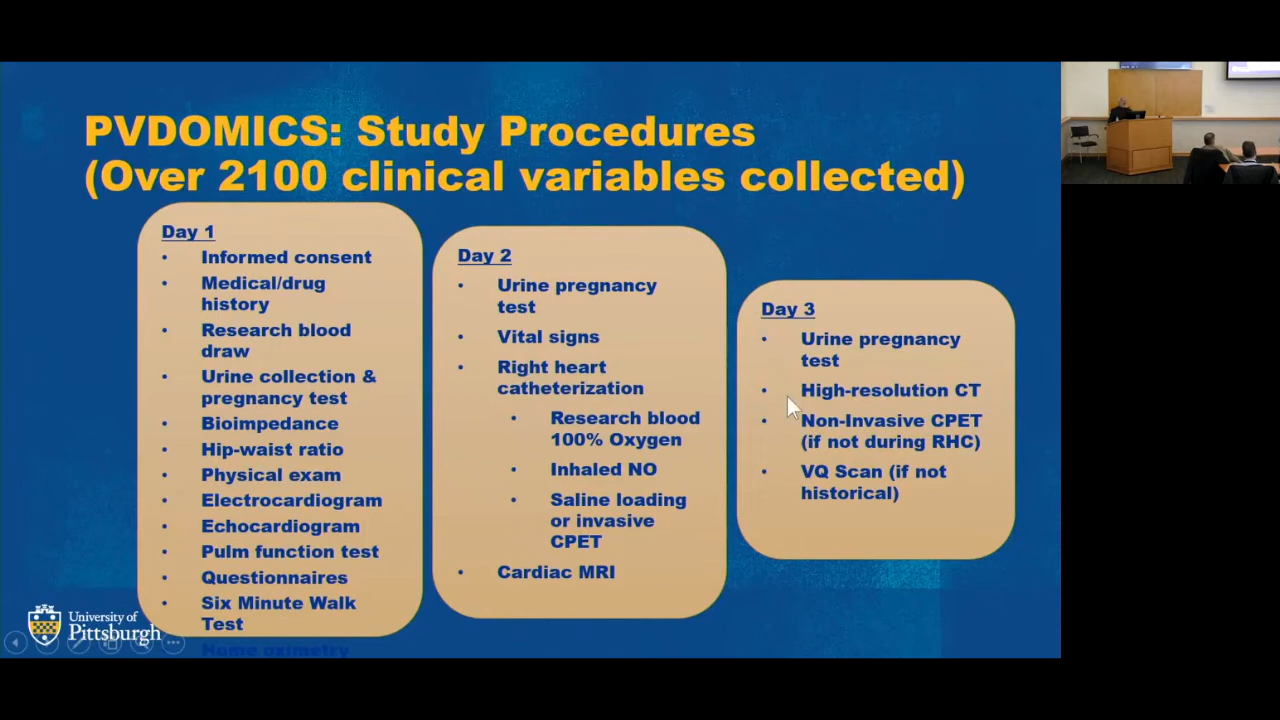 PVDOMICS: Study Procedures
(Over 2100 clinical variables collected)
Day 1
• Informed consent
• Medical/drug
history
• Research blood
draw
• Urine collection &
pregnancy test
• Bioimpedance
• Hip-waist ratio
• Physical exam
• Electrocardiogram
• Echocardiogram
• Pulm function test
• Questionnaires
• Six Minute Walk
Test
Home oximetry
Day 2
• Urine pregnancy
test
• Vital signs
• Right heart
catheterization
• Research blood
100% Oxygen
• Inhaled NO
• Saline loading
or invasive
CPET
• Cardiac MRI
Day 3
• Urine pregnancy
test
• High-resolution CT
• Non-Invasive CPET
(if not during RHC)
• VQ Scan (if not
historical)
University of
Pittsburgh